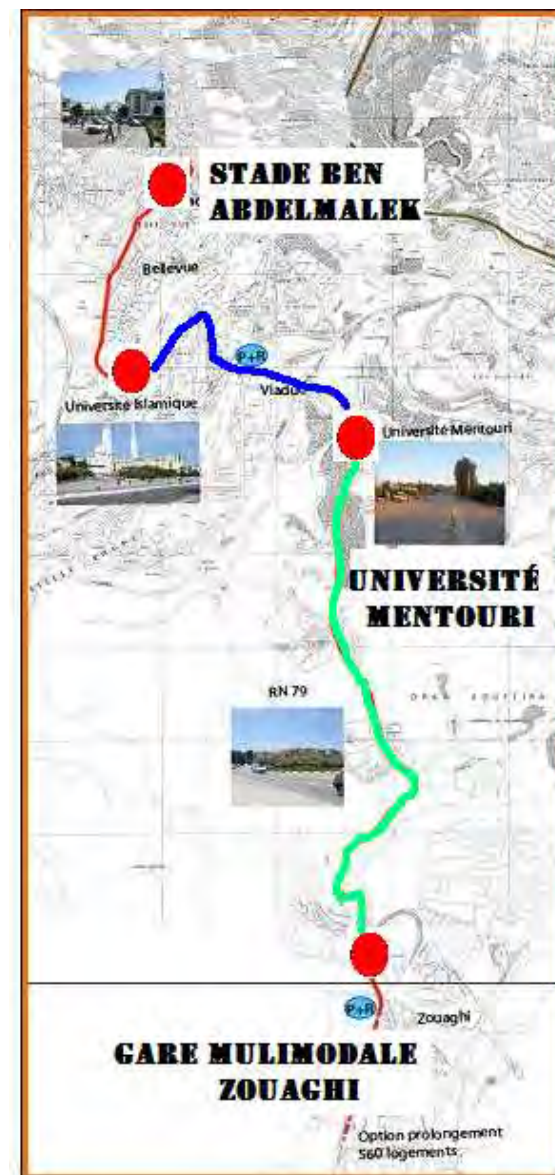 STADE BEN
ABDELMALEK
Bellevue
P+R
Viaduc
Université Islamique
Université Mentouri
UNIVERSITÉ
MENTOURI
RN 79
P+R
Zouaghi
GARE MULIMODALE
ZOUAGHI
Option prolongement
560 logements